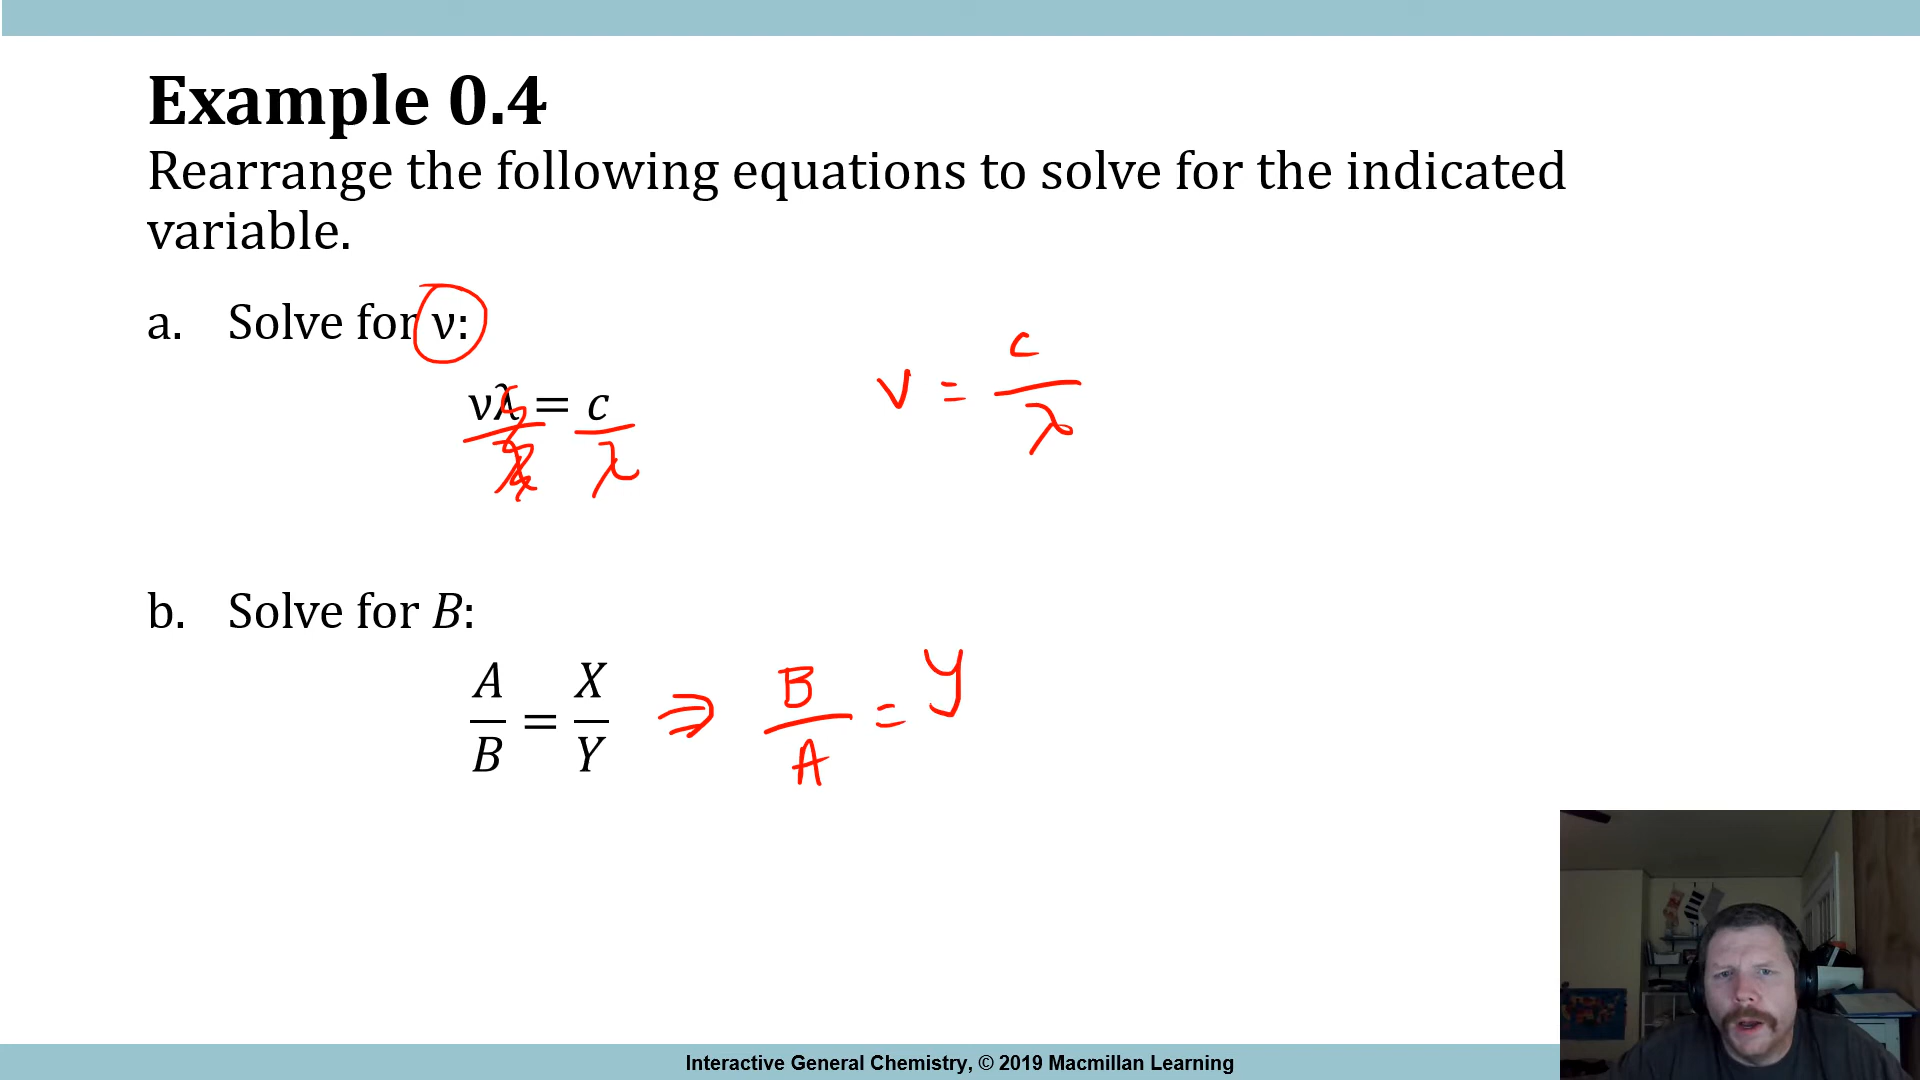 Example 0.4
Rearrange the following equations to solve for the indicated
variable.
a. Solve for ν:
νλ = c
λ λ
ν = c / λ
b. Solve for B:
A / B = X / Y ⇒ B / A = y
Interactive General Chemistry, © 2019 Macmillan Learning